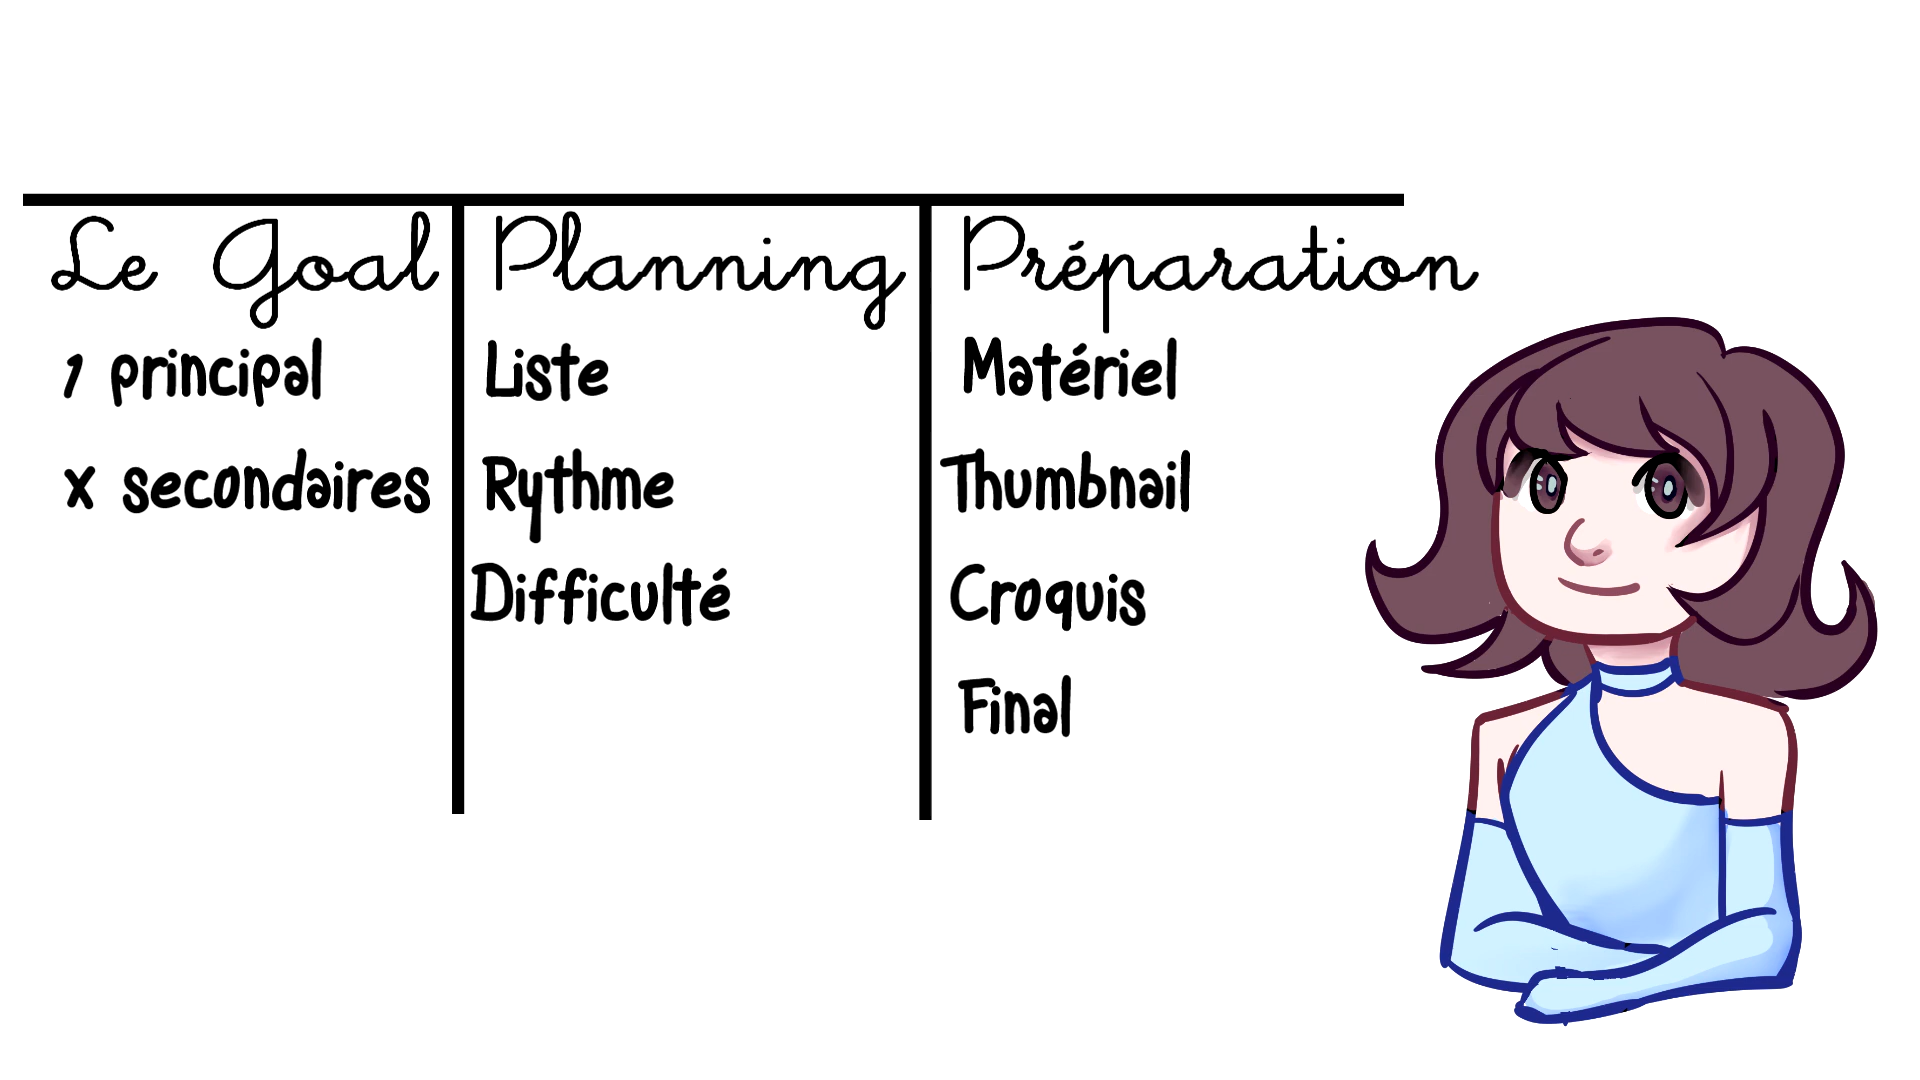 Le Goal
1 principal
x secondaires
Planning
Liste
Rythme
Difficulté
Préparation
Matériel
Thumbnail
Croquis
Final